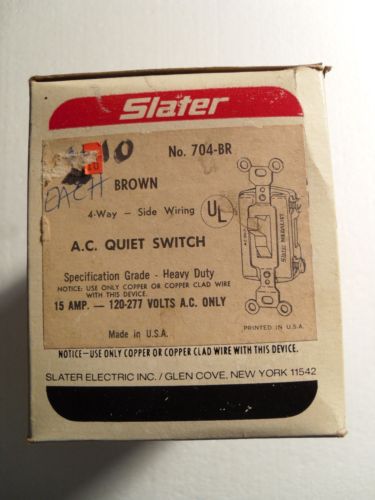 Slater
No. 704-BR
EACH
BROWN
4-Way – Side Wiring
UL
A.C. QUIET SWITCH
Specification Grade - Heavy Duty
NOTICE: USE ONLY COPPER OR COPPER CLAD WIRE
WITH THIS DEVICE.
15 AMP. — 120-277 VOLTS A.C. ONLY
Made in U.S.A.
PRINTED IN U.S.A.
NOTICE–USE ONLY COPPER OR COPPER CLAD WIRE WITH THIS DEVICE.
SLATER ELECTRIC INC. / GLEN COVE, NEW YORK 11542